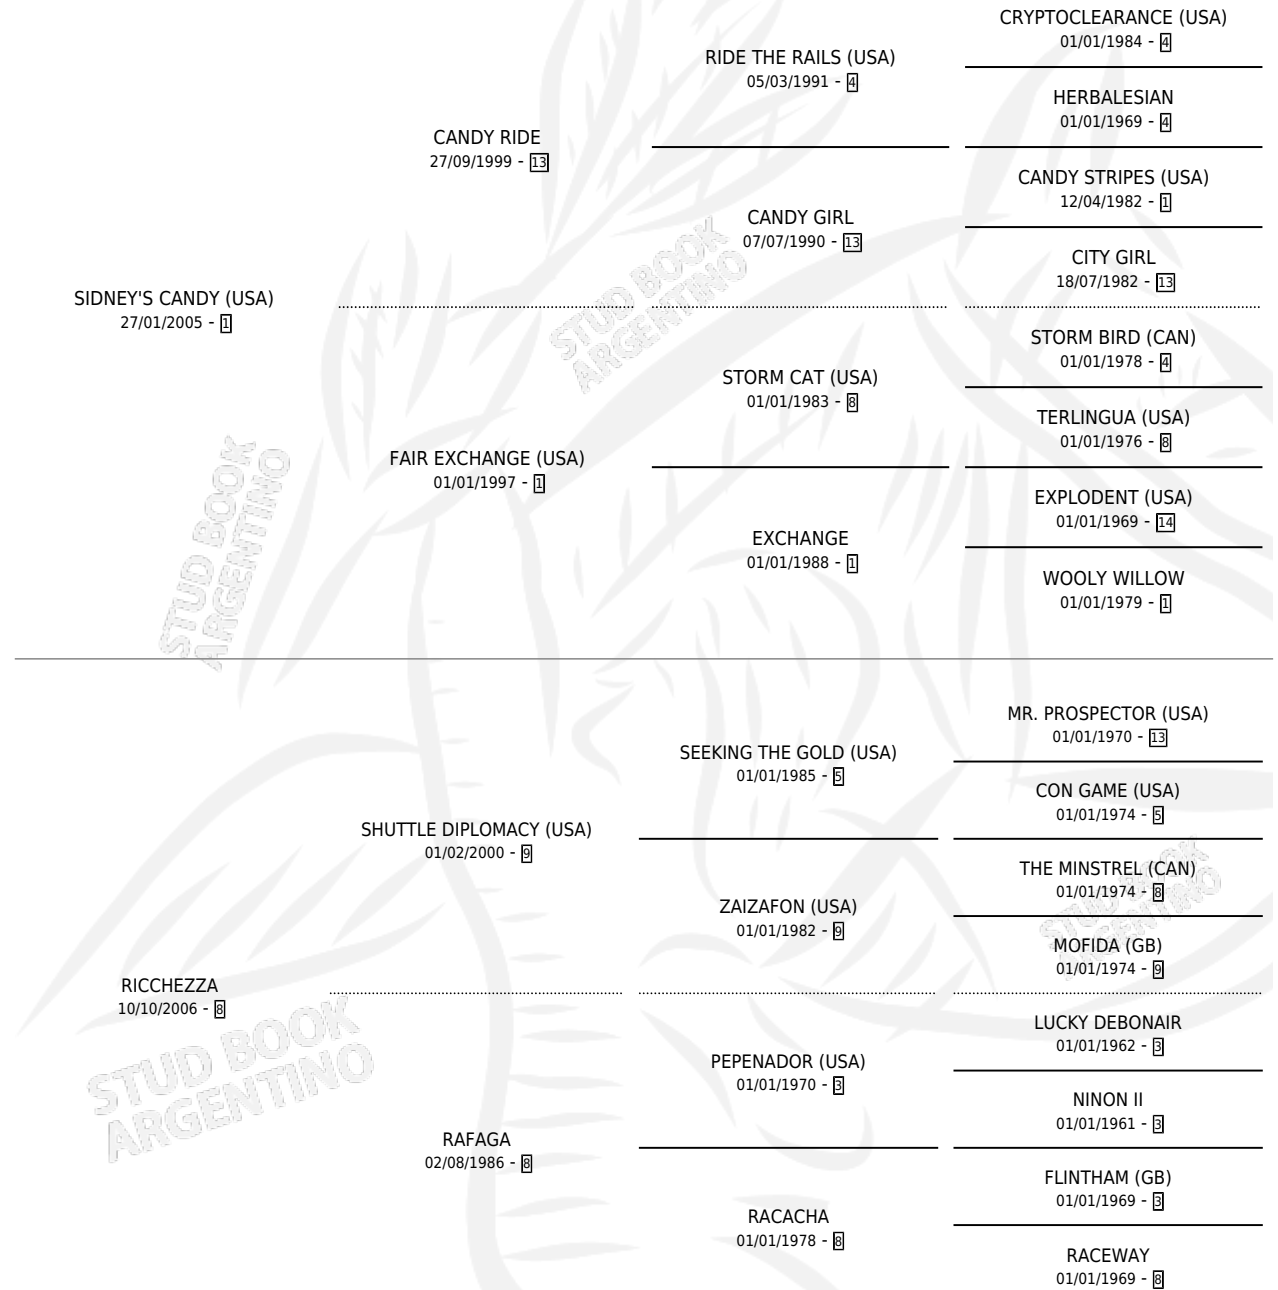 CRYPTOCLEARANCE (USA)
01/01/1984 - 4
RIDE THE RAILS (USA)
05/03/1991 - 4
HERBALESIAN
01/01/1969 - 4
CANDY RIDE
27/09/1999 - 13
CANDY STRIPES (USA)
12/04/1982 - 1
CANDY GIRL
07/07/1990 - 13
CITY GIRL
18/07/1982 - 13
SIDNEY'S CANDY (USA)
27/01/2005 - 1
STORM BIRD (CAN)
01/01/1978 - 4
STORM CAT (USA)
01/01/1983 - 8
TERLINGUA (USA)
01/01/1976 - 8
FAIR EXCHANGE (USA)
01/01/1997 - 1
EXPLODENT (USA)
01/01/1969 - 14
EXCHANGE
01/01/1988 - 1
WOOLY WILLOW
01/01/1979 - 1
STUD BOOK
ARGENTINO
STUD BOOK
ARGENTINO
MR. PROSPECTOR (USA)
01/01/1970 - 13
SEEKING THE GOLD (USA)
01/01/1985 - 5
CON GAME (USA)
01/01/1974 - 5
SHUTTLE DIPLOMACY (USA)
01/02/2000 - 9
THE MINSTREL (CAN)
01/01/1974 - 8
ZAIZAFON (USA)
01/01/1982 - 9
MOFIDA (GB)
01/01/1974 - 9
RICCHEZZA
10/10/2006 - 8
LUCKY DEBONAIR
01/01/1962 - 3
PEPENADOR (USA)
01/01/1970 - 3
NINON II
01/01/1961 - 3
RAFAGA
02/08/1986 - 8
FLINTHAM (GB)
01/01/1969 - 3
RACACHA
01/01/1978 - 8
RACEWAY
01/01/1969 - 8
STUD BOOK
ARGENTINO
STUD BOOK
ARGENTINO